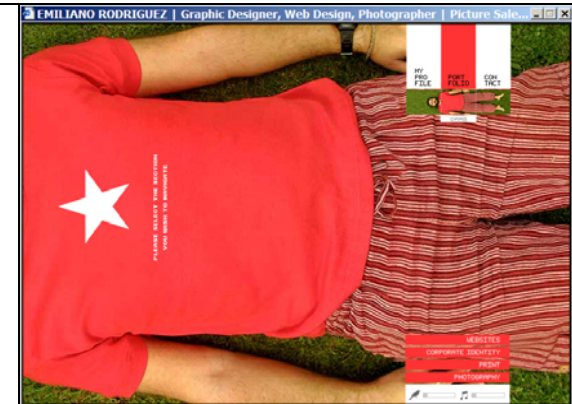 EMILIANO RODRIGUEZ | Graphic Designer, Web Design, Photographer | Picture Sale...
MY
PRO
FILE
PORT
FOLIO
CON
TACT
PLEASE SELECT THE SECTION
YOU WISH TO NAVIGATE
WEBSITES
CORPORATE IDENTITY
PRINT
PHOTOGRAPHY